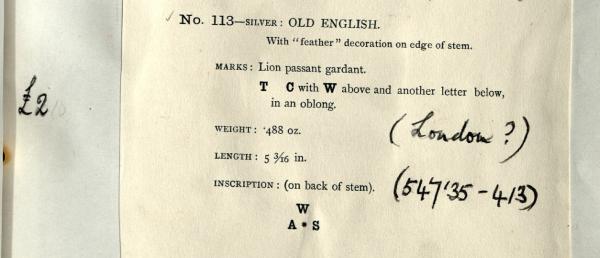 ✓ No. 113—SILVER: OLD ENGLISH.
With "feather" decoration on edge of stem.
MARKS: Lion passant gardant.
T C with W above and another letter below,
in an oblong.
£2
(London?)
WEIGHT: ·488 oz.
LENGTH: 5 3/16 in.
INSCRIPTION: (on back of stem).
(547'35-413)
W
A * S